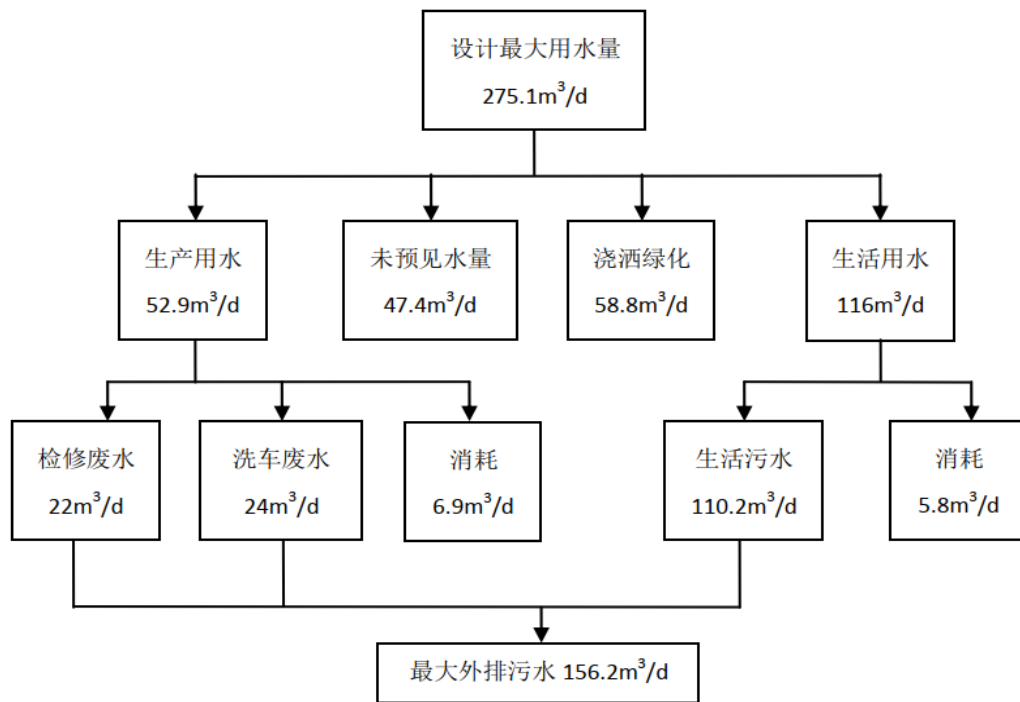 设计最大用水量
275.1m³/d
生产用水
52.9m³/d
未预见水量
47.4m³/d
浇洒绿化
58.8m³/d
生活用水
116m³/d
检修废水
22m³/d
洗车废水
24m³/d
消耗
6.9m³/d
生活污水
110.2m³/d
消耗
5.8m³/d
最大外排污水 156.2m³/d